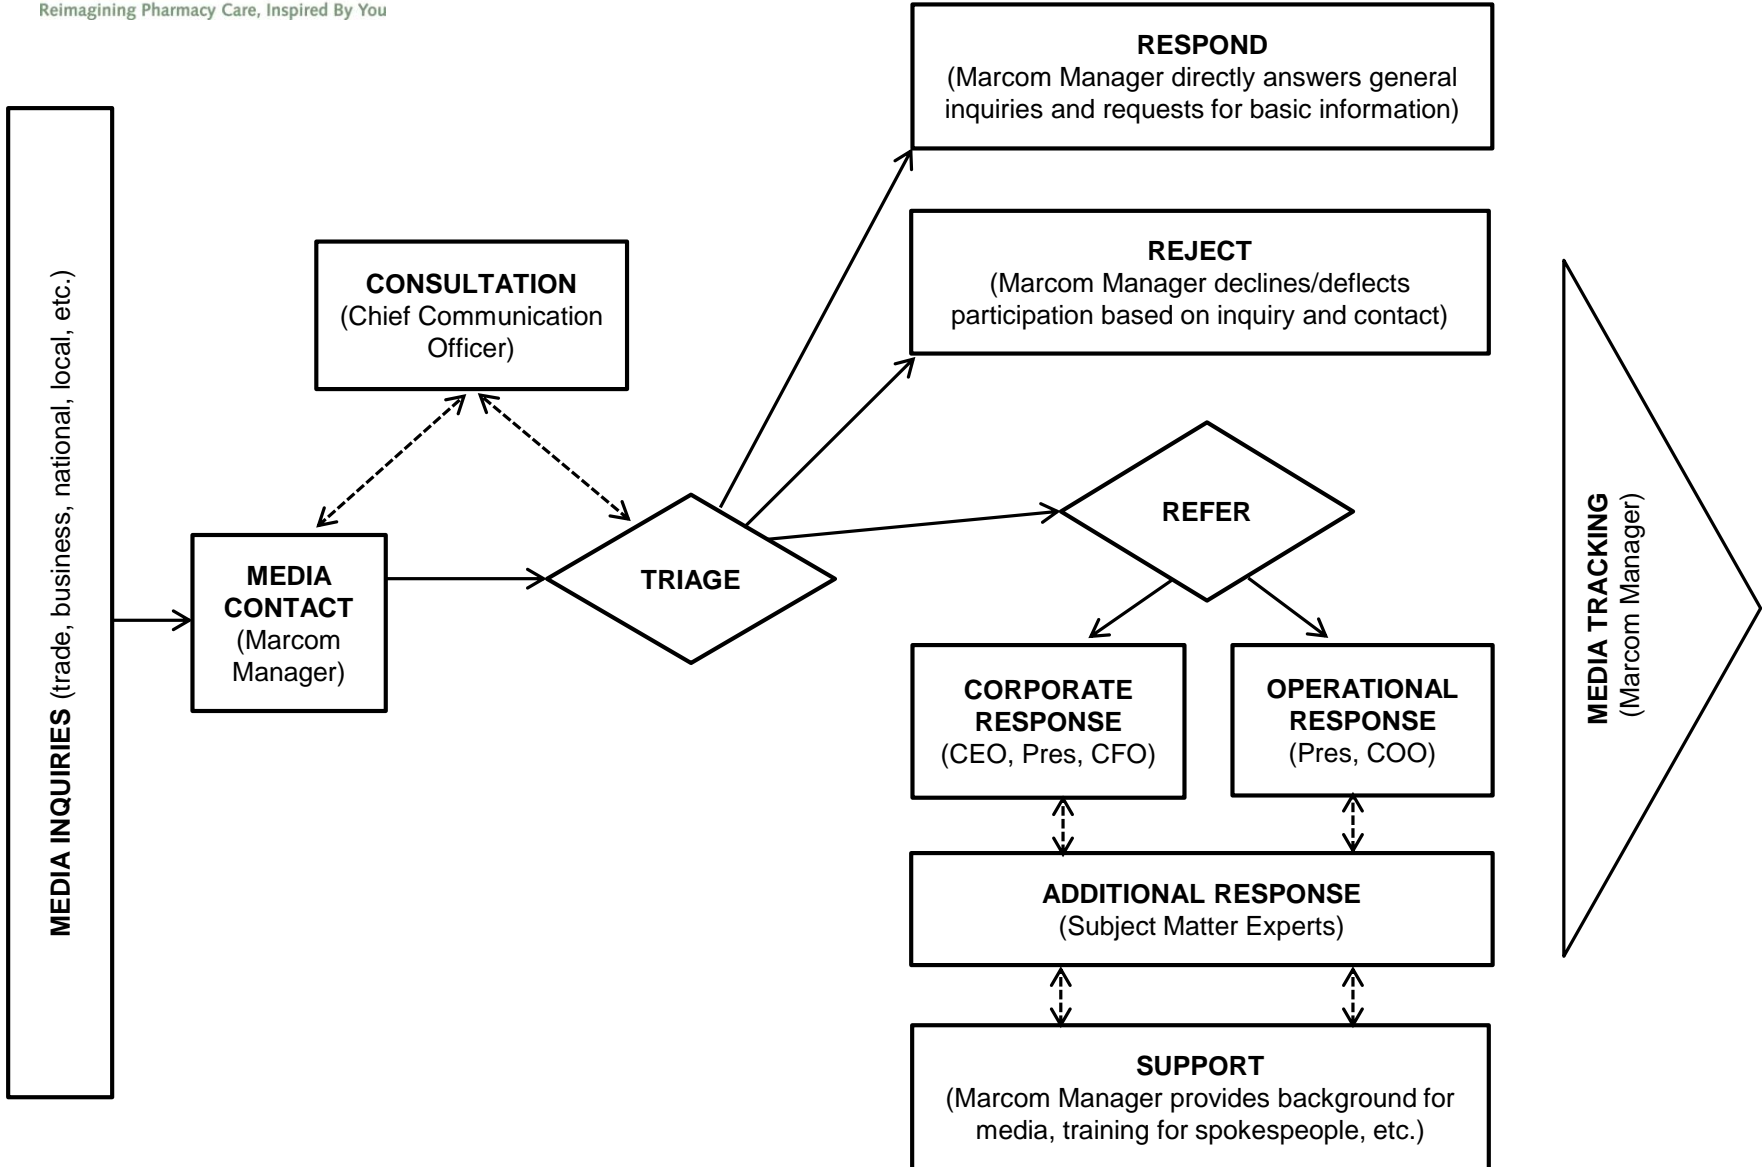 Reimagining Pharmacy Care, Inspired By You
MEDIA INQUIRIES (trade, business, national, local, etc.)
CONSULTATION
(Chief Communication
Officer)
MEDIA
CONTACT
(Marcom
Manager)
TRIAGE
RESPOND
(Marcom Manager directly answers general
inquiries and requests for basic information)
REJECT
(Marcom Manager declines/deflects
participation based on inquiry and contact)
REFER
CORPORATE
RESPONSE
(CEO, Pres, CFO)
OPERATIONAL
RESPONSE
(Pres, COO)
ADDITIONAL RESPONSE
(Subject Matter Experts)
SUPPORT
(Marcom Manager provides background for
media, training for spokespeople, etc.)
MEDIA TRACKING
(Marcom Manager)